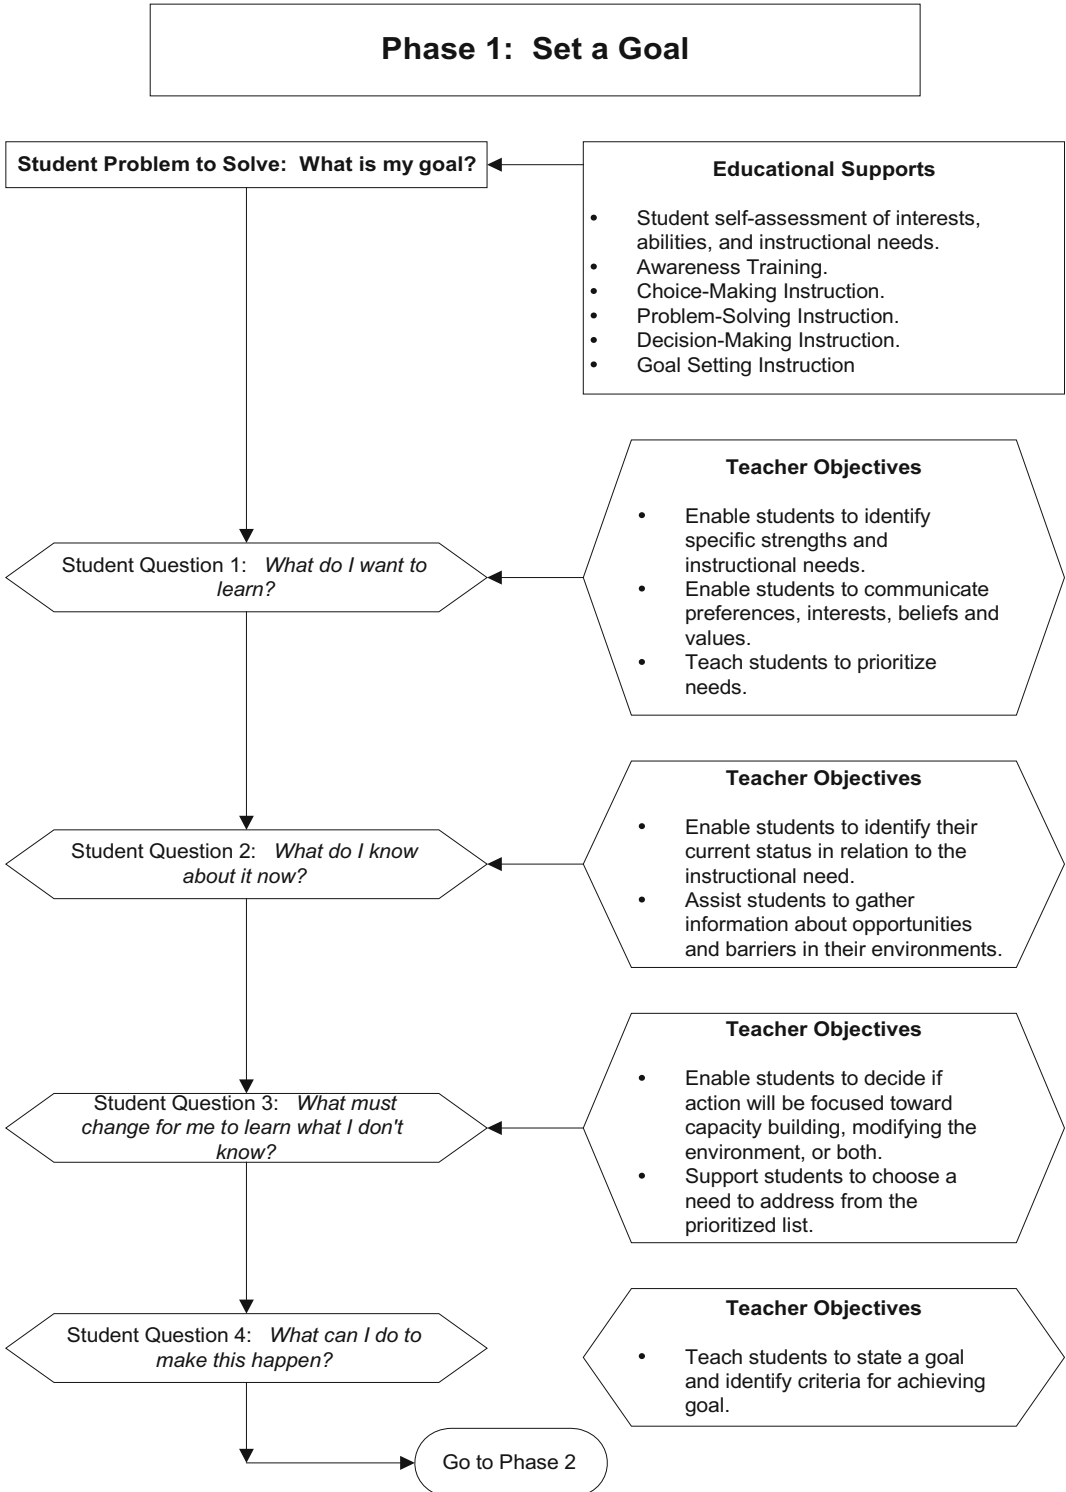 Phase 1: Set a Goal
Student Problem to Solve: What is my goal?
Educational Supports
• Student self-assessment of interests,
abilities, and instructional needs.
• Awareness Training.
• Choice-Making Instruction.
• Problem-Solving Instruction.
• Decision-Making Instruction.
• Goal Setting Instruction
Student Question 1: What do I want to
learn?
Teacher Objectives
• Enable students to identify
specific strengths and
instructional needs.
• Enable students to communicate
preferences, interests, beliefs and
values.
• Teach students to prioritize
needs.
Student Question 2: What do I know
about it now?
Teacher Objectives
• Enable students to identify their
current status in relation to the
instructional need.
• Assist students to gather
information about opportunities
and barriers in their environments.
Student Question 3: What must
change for me to learn what I don't
know?
Teacher Objectives
• Enable students to decide if
action will be focused toward
capacity building, modifying the
environment, or both.
• Support students to choose a
need to address from the
prioritized list.
Student Question 4: What can I do to
make this happen?
Teacher Objectives
• Teach students to state a goal
and identify criteria for achieving
goal.
Go to Phase 2